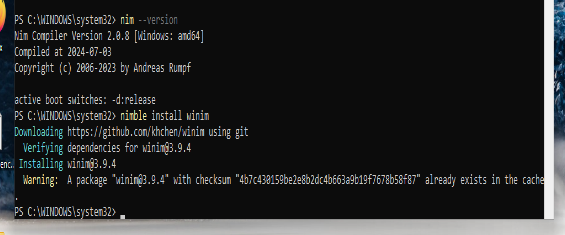 PS C:\WINDOWS\system32> nim --version
Nim Compiler Version 2.0.8 [Windows: amd64]
Compiled at 2024-07-03
Copyright (c) 2006-2023 by Andreas Rumpf
active boot switches: -d:release
PS C:\WINDOWS\system32> nimble install winim
Downloading https://github.com/khchen/winim using git
Verifying dependencies for winim@3.9.4
Installing winim@3.9.4
Warning: A package "winim@3.9.4" with checksum "4b7c430159be2e8b2dc4b663a9b19f7678b58f87" already exists in the cache
.
PS C:\WINDOWS\system32>